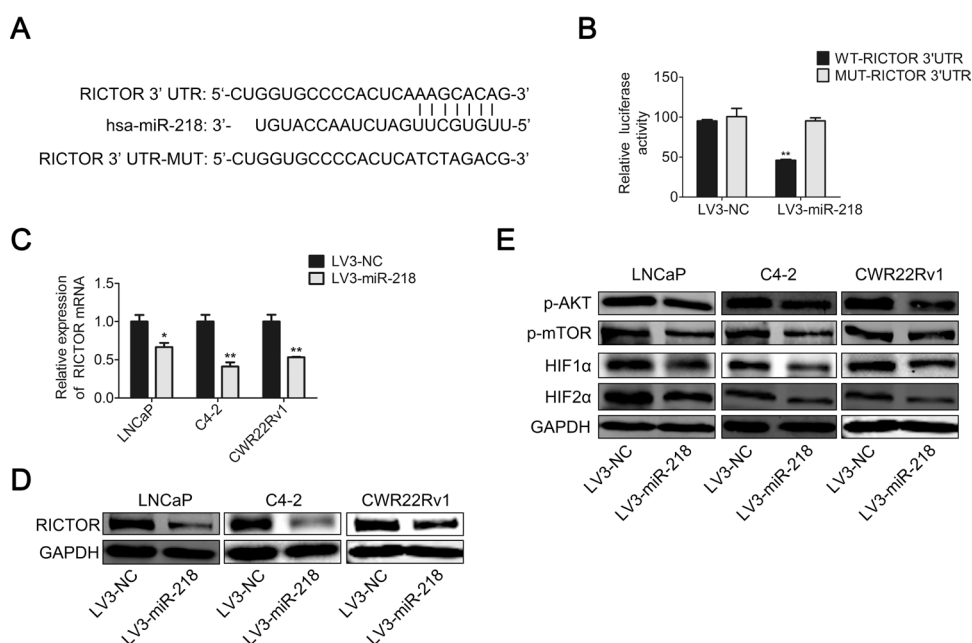 A
RICTOR 3' UTR: 5'-CUGGUGCCCCACUCAAAGCACAG-3'
hsa-miR-218: 3'- UGUACCAAUCUAGUUCGUGUU-5'
RICTOR 3' UTR-MUT: 5'-CUGGUGCCCCACUCATCTAGACG-3'
B
WT-RICTOR 3'UTR
MUT-RICTOR 3'UTR
Relative luciferase
activity
150
100
50
0
**
LV3-NC LV3-miR-218
C
LV3-NC
LV3-miR-218
Relative expression
of RICTOR mRNA
1.5
1.0
0.5
0.0
* ** **
LNCaP C4-2 CWR22Rv1
D
LNCaP C4-2 CWR22Rv1
RICTOR
GAPDH
LV3-NC LV3-miR-218 LV3-NC LV3-miR-218 LV3-NC LV3-miR-218
E
LNCaP C4-2 CWR22Rv1
p-AKT
p-mTOR
HIF1α
HIF2α
GAPDH
LV3-NC LV3-miR-218 LV3-NC LV3-miR-218 LV3-NC LV3-miR-218